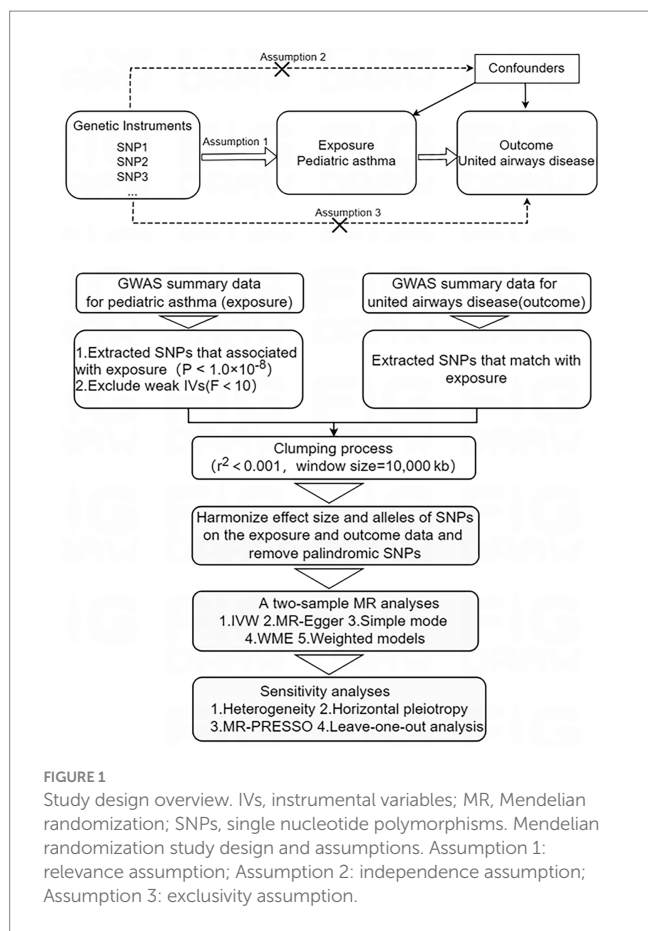 Assumption 2
Confounders
Genetic Instruments
SNP1
SNP2
SNP3
...
Assumption 1
Exposure
Pediatric asthma
Outcome
United airways disease
Assumption 3
GWAS summary data
for pediatric asthma (exposure)
GWAS summary data for
united airways disease(outcome)
1.Extracted SNPs that associated
with exposure（P < 1.0×10⁻⁸）
2.Exclude weak IVs(F < 10)
Extracted SNPs that match with
exposure
Clumping process
（r² < 0.001，window size=10,000 kb）
Harmonize effect size and alleles of SNPs
on the exposure and outcome data and
remove palindromic SNPs
A two-sample MR analyses
1.IVW 2.MR-Egger 3.Simple mode
4.WME 5.Weighted models
Sensitivity analyses
1.Heterogeneity 2.Horizontal pleiotropy
3.MR-PRESSO 4.Leave-one-out analysis
FIGURE 1
Study design overview. IVs, instrumental variables; MR, Mendelian
randomization; SNPs, single nucleotide polymorphisms. Mendelian
randomization study design and assumptions. Assumption 1:
relevance assumption; Assumption 2: independence assumption;
Assumption 3: exclusivity assumption.